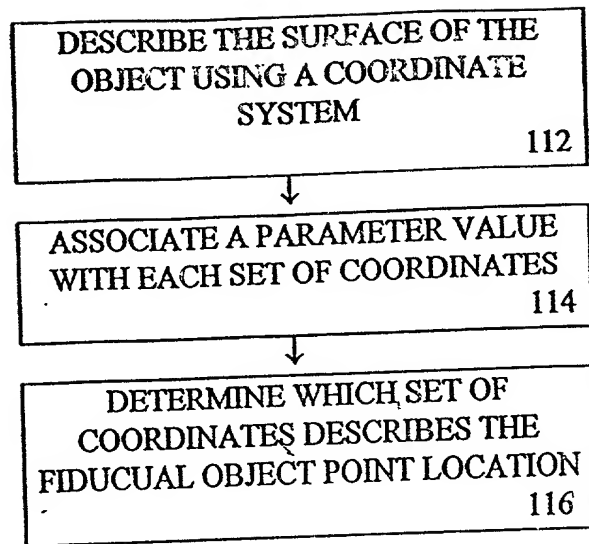 DESCRIBE THE SURFACE OF THE
OBJECT USING A COORDINATE
SYSTEM
112
ASSOCIATE A PARAMETER VALUE
WITH EACH SET OF COORDINATES
114
DETERMINE WHICH SET OF
COORDINATES DESCRIBES THE
FIDUCUAL OBJECT POINT LOCATION
116